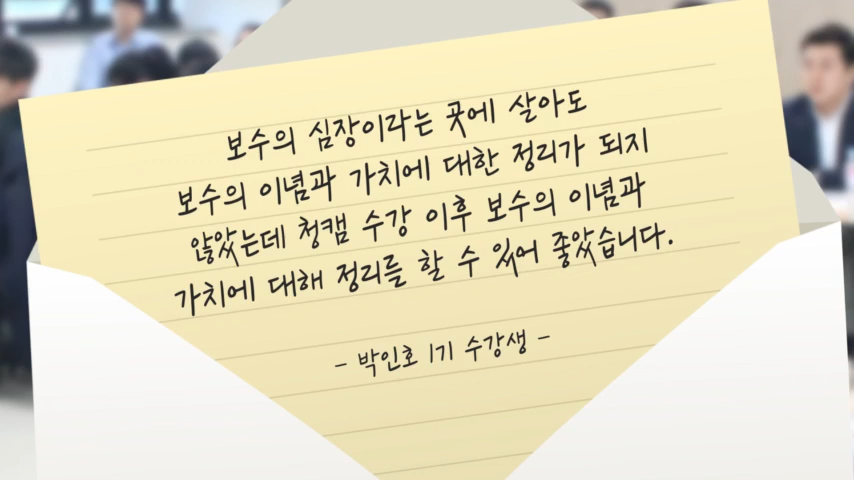 보수의 심장이라는 곳에 살아도
보수의 이념과 가치에 대한 정리가 되지
않았는데 청캠 수강 이후 보수의 이념과
가치에 대해 정리를 할 수 있어 좋았습니다.
- 박인호 1기 수강생 -